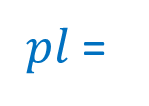 pl =